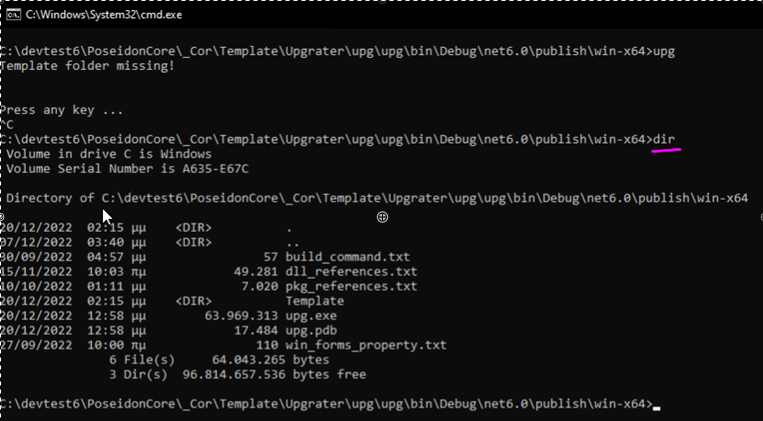 C:\Windows\System32\cmd.exe
C:\devtest6\PoseidonCore\_Cor\Template\Upgrater\upg\upg\bin\Debug\net6.0\publish\win-x64>upg
Template folder missing!
Press any key ...
^C
C:\devtest6\PoseidonCore\_Cor\Template\Upgrater\upg\upg\bin\Debug\net6.0\publish\win-x64>dir
Volume in drive C is Windows
Volume Serial Number is A635-E67C
Directory of C:\devtest6\PoseidonCore\_Cor\Template\Upgrater\upg\upg\bin\Debug\net6.0\publish\win-x64
20/12/2022 02:15 μμ <DIR> .
07/12/2022 03:40 μμ <DIR> ..
30/09/2022 04:57 μμ 57 build_command.txt
15/11/2022 10:03 πμ 49.281 dll_references.txt
10/10/2022 01:11 μμ 7.020 pkg_references.txt
20/12/2022 02:15 μμ <DIR> Template
20/12/2022 12:58 μμ 63.969.313 upg.exe
20/12/2022 12:58 μμ 17.484 upg.pdb
27/09/2022 10:00 πμ 110 win_forms_property.txt
6 File(s) 64.043.265 bytes
3 Dir(s) 96.814.657.536 bytes free
C:\devtest6\PoseidonCore\_Cor\Template\Upgrater\upg\upg\bin\Debug\net6.0\publish\win-x64>